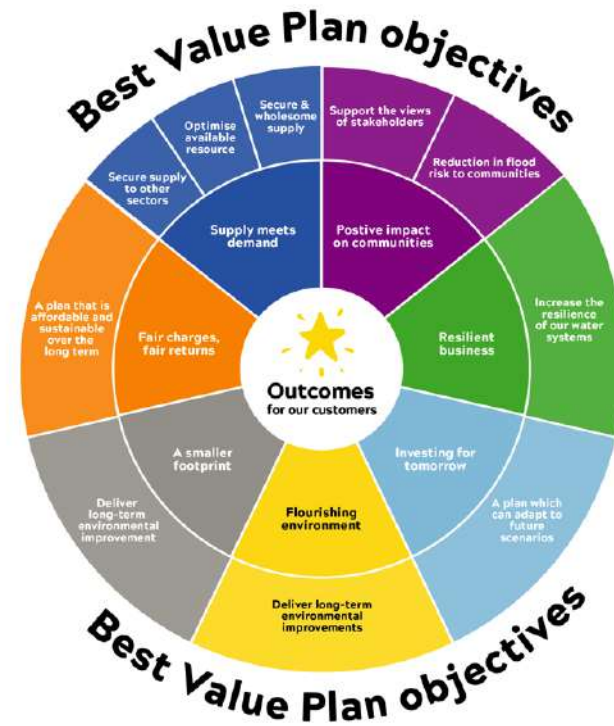 Best Value Plan objectives
Secure supply
to other
sectors
Optimise
available
resource
Secure &
wholesome
supply
Support the views
of stakeholders
Reduction in flood
risk to communities
Supply meets
demand
Postive impact
on communities
A plan that is
affordable and
sustainable
over the
long term
Fair charges,
fair returns
Outcomes
for our customers
Resilient
business
Increase the
resilience
of our water
systems
A smaller
footprint
Investing for
tomorrow
Deliver
long-term
environmental
improvement
Flourishing
environment
A plan which
can adapt to
future
scenarios
Deliver long-term
environmental
improvements
Best Value Plan objectives